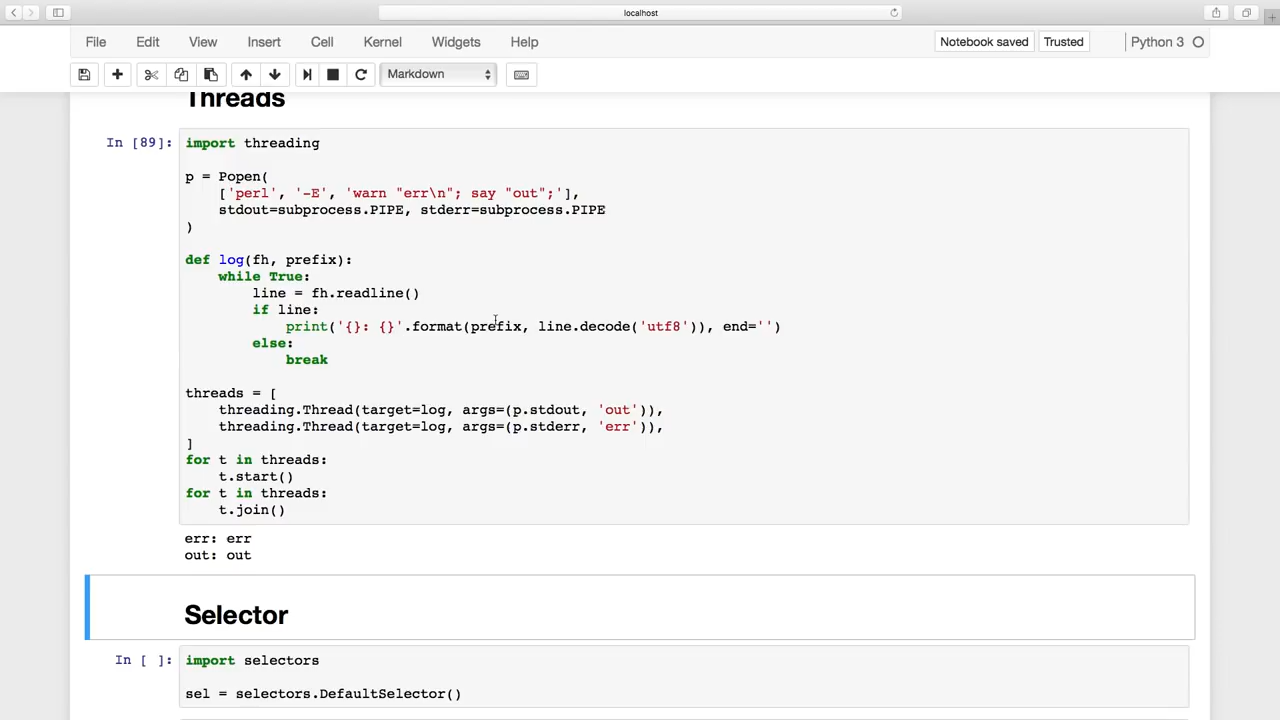 localhost
File Edit View Insert Cell Kernel Widgets Help
Notebook saved Trusted Python 3
Markdown
Threads
In [89]:
import threading
p = Popen(
    ['perl', '-E', 'warn "err\n"; say "out";'],
    stdout=subprocess.PIPE, stderr=subprocess.PIPE
)
def log(fh, prefix):
    while True:
        line = fh.readline()
        if line:
            print('{}: {}'.format(prefix, line.decode('utf8')), end='')
        else:
            break
threads = [
    threading.Thread(target=log, args=(p.stdout, 'out')),
    threading.Thread(target=log, args=(p.stderr, 'err')),
]
for t in threads:
    t.start()
for t in threads:
    t.join()
err: err
out: out
Selector
In [ ]:
import selectors
sel = selectors.DefaultSelector()